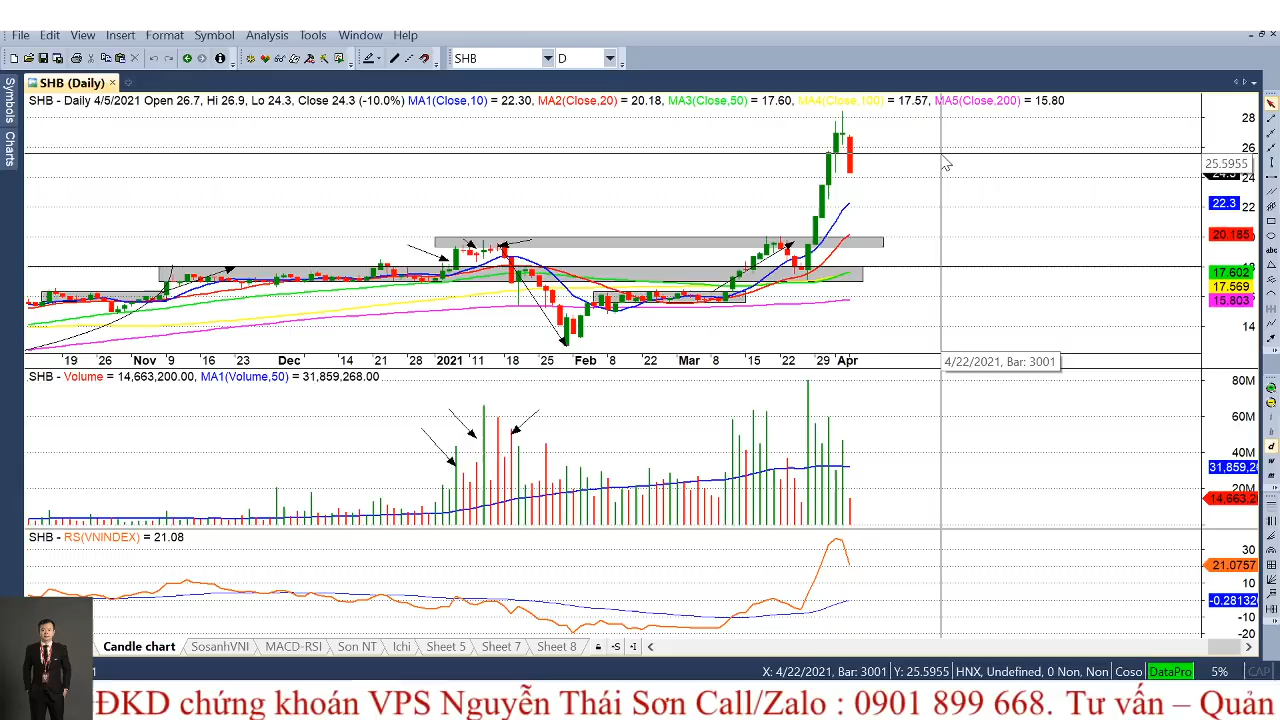 File Edit View Insert Format Symbol Analysis Tools Window Help
SHB D
SHB (Daily)
Symbols
Charts
SHB - Daily 4/5/2021 Open 26.7, Hi 26.9, Lo 24.3, Close 24.3 (-10.0%) MA1(Close,10) = 22.30, MA2(Close,20) = 20.18, MA3(Close,50) = 17.60, MA4(Close,100) = 17.57, MA5(Close,200) = 15.80
28
26
25.5955
24
22.3
22
20.185
17.602
17.569
15.803
14
19 26 Nov 9 16 23 Dec 14 21 28 2021 11 18 25 Feb 8 22 Mar 8 15 22 29 Apr
4/22/2021, Bar: 3001
SHB - Volume = 14,663,200.00, MA1(Volume,50) = 31,859,268.00
80M
60M
40M
31,859,26
20M
14,663,20
SHB - RS(VNINDEX) = 21.08
30
21.0757
10
-0.281320
-10
-20
Candle chart SosanhVNI MACD-RSI Son NT Ichi Sheet 5 Sheet 7 Sheet 8 -S -I
X: 4/22/2021, Bar: 3001 Y: 25.5955 HNX, Undefined, 0 Non, Non Coso DataPro 5% CAP
ĐKD chứng khoán VPS Nguyễn Thái Sơn Call/Zalo : 0901 899 668. Tư vấn – Quản